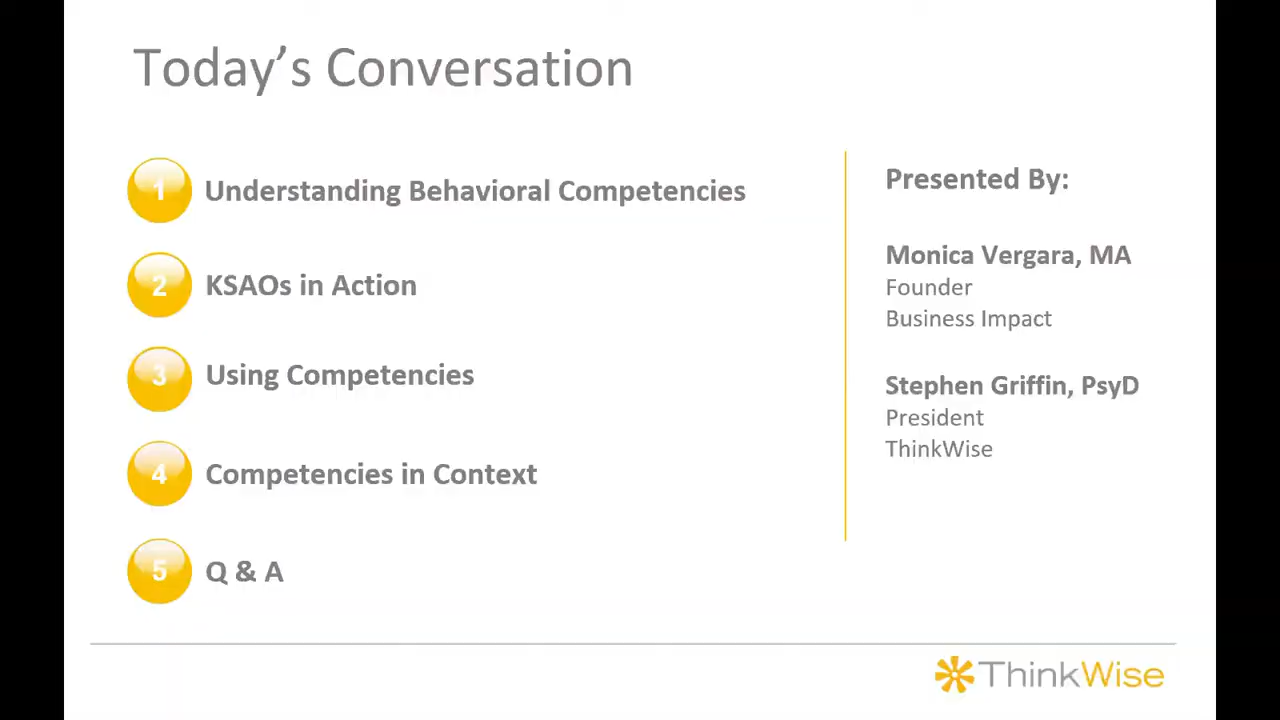 Today’s Conversation
1 Understanding Behavioral Competencies
2 KSAOs in Action
3 Using Competencies
4 Competencies in Context
5 Q & A
Presented By:
Monica Vergara, MA
Founder
Business Impact
Stephen Griffin, PsyD
President
ThinkWise
ThinkWise